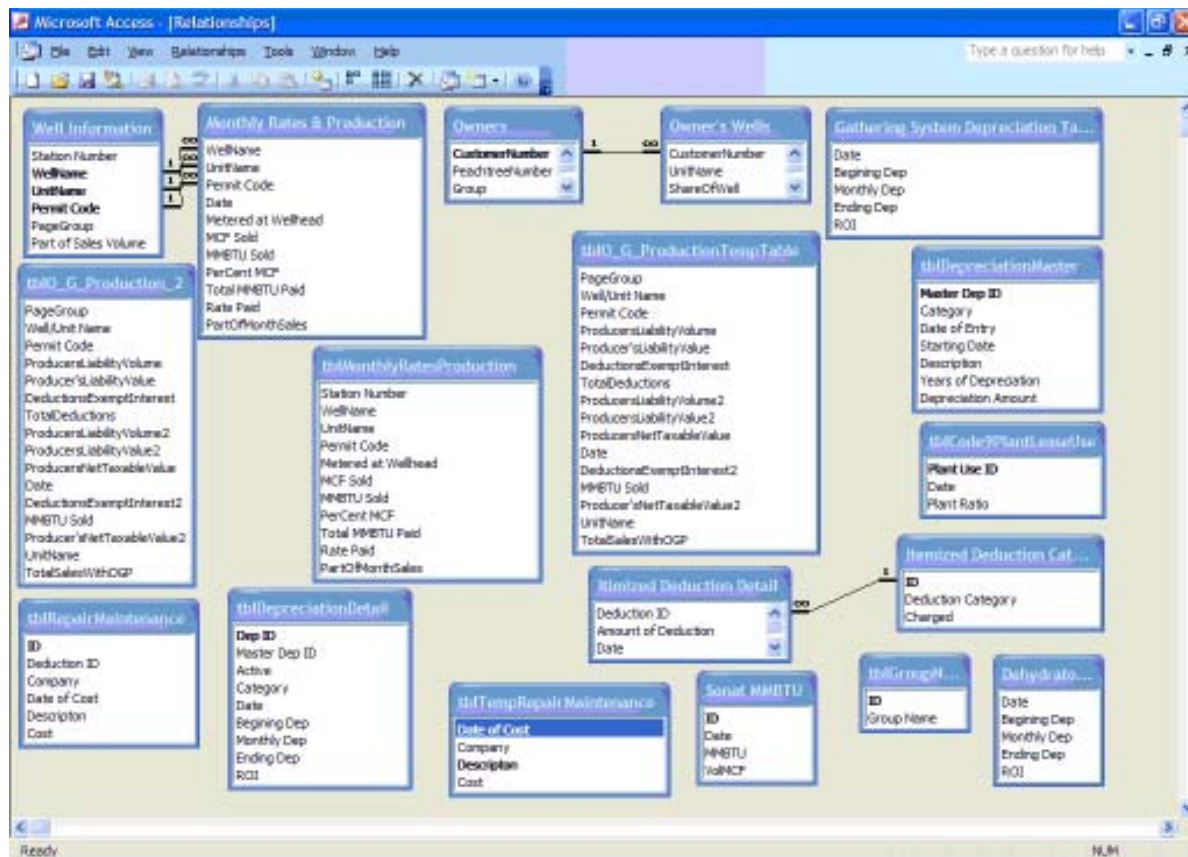 Microsoft Access - [Relationships]
File Edit View Relationships Tools Window Help
Type a question for help
Well Information
Station Number
WellName
UnitName
Permit Code
PageGroup
Part of Sales Volume
Monthly Rates & Production
WellName
UnitName
Permit Code
Date
Metered at Wellhead
MCF Sold
MMBTU Sold
PerCent MCF
Total MMBTU Paid
Rate Paid
PartOfMonthSales
Owners
CustomerNumber
PeachtreeNumber
Group
Owner's Wells
CustomerNumber
UnitName
ShareOfWell
Gathering System Depreciation Ta...
Date
Begining Dep
Monthly Dep
Ending Dep
ROI
tblO_G_Production_2
PageGroup
Well/Unit Name
Permit Code
ProducersLiabilityVolume
Producer'sLiabilityValue
DeductionsExemptInterest
TotalDeductions
ProducersLiabilityVolume2
ProducersLiabilityValue2
ProducersNetTaxableValue
Date
DeductionsExemptInterest2
MMBTU Sold
Producer'sNetTaxableValue2
UnitName
TotalSalesWithOGP
tblMonthlyRatesProduction
Station Number
WellName
UnitName
Permit Code
Metered at Wellhead
MCF Sold
MMBTU Sold
PerCent MCF
Total MMBTU Paid
Rate Paid
PartOfMonthSales
tblO_G_ProductionTempTable
PageGroup
Well/Unit Name
Permit Code
ProducersLiabilityVolume
Producer'sLiabilityValue
DeductionsExemptInterest
TotalDeductions
ProducersLiabilityVolume2
ProducersLiabilityValue2
ProducersNetTaxableValue
Date
DeductionsExemptInterest2
MMBTU Sold
Producer'sNetTaxableValue2
UnitName
TotalSalesWithOGP
tblDepreciationMaster
Master Dep ID
Category
Date of Entry
Starting Date
Description
Years of Depreciation
Depreciation Amount
tblCode9PlantLeaseUse
Plant Use ID
Date
Plant Ratio
Itimized Deduction Detail
Deduction ID
Amount of Deduction
Date
Itemized Deduction Cat...
ID
Deduction Category
Charged
tblRepairMaintenance
ID
Deduction ID
Company
Date of Cost
Descripton
Cost
tblDepreciationDetail
Dep ID
Master Dep ID
Active
Category
Date
Begining Dep
Monthly Dep
Ending Dep
ROI
tblTempRepairMaintenance
Date of Cost
Company
Descripton
Cost
Sonat MMBTU
ID
Date
MMBTU
VolMCF
tblGroupN...
ID
Group Name
Dehydrato...
Date
Begining Dep
Monthly Dep
Ending Dep
ROI
1 ∞
1 ∞
1 ∞
1 ∞
∞ 1
Ready
NUM